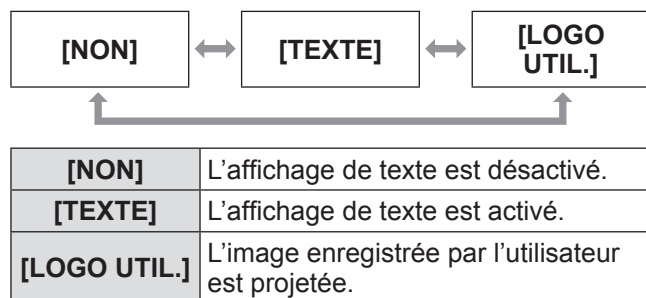 [NON]
[TEXTE]
[LOGO
UTIL.]
[NON] L’affichage de texte est désactivé.
[TEXTE] L’affichage de texte est activé.
[LOGO UTIL.] L’image enregistrée par l’utilisateur
est projetée.